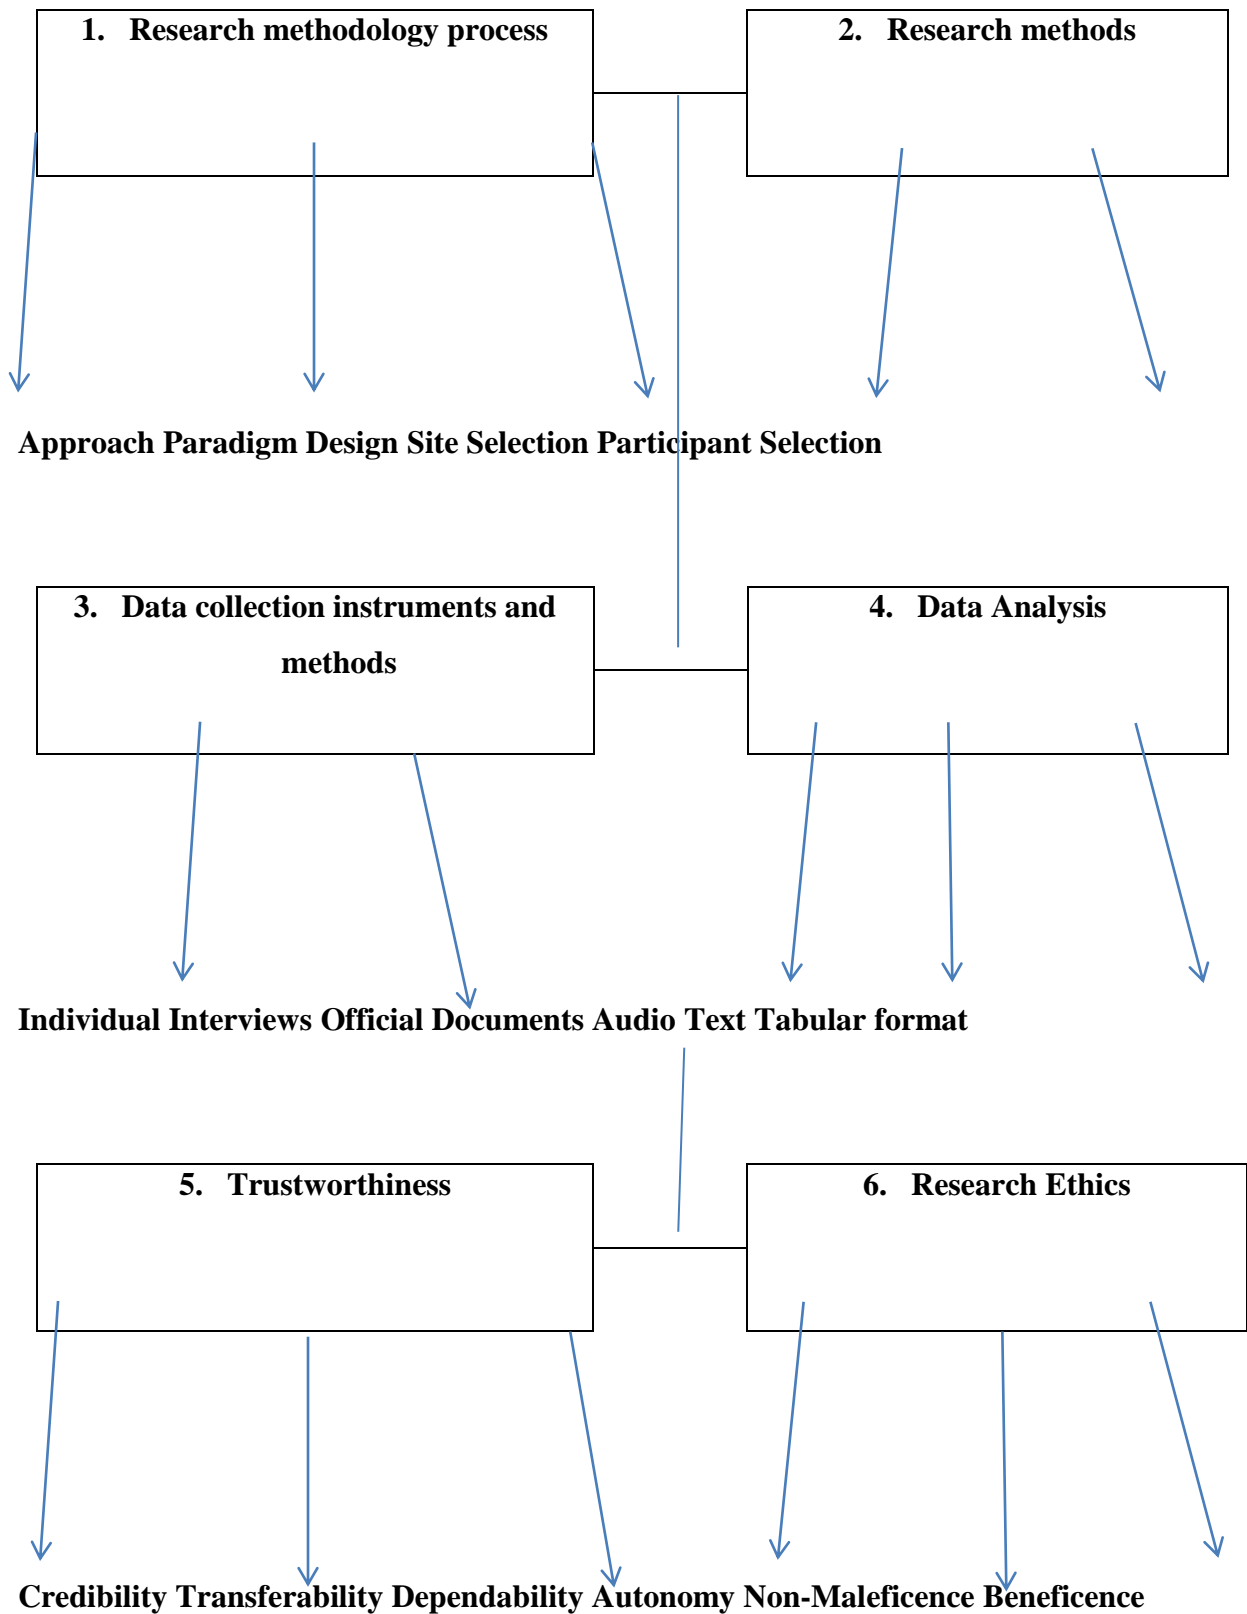 1. Research methodology process
2. Research methods
Approach Paradigm Design Site Selection Participant Selection
3. Data collection instruments and
methods
4. Data Analysis
Individual Interviews Official Documents Audio Text Tabular format
5. Trustworthiness
6. Research Ethics
Credibility Transferability Dependability Autonomy Non-Maleficence Beneficence